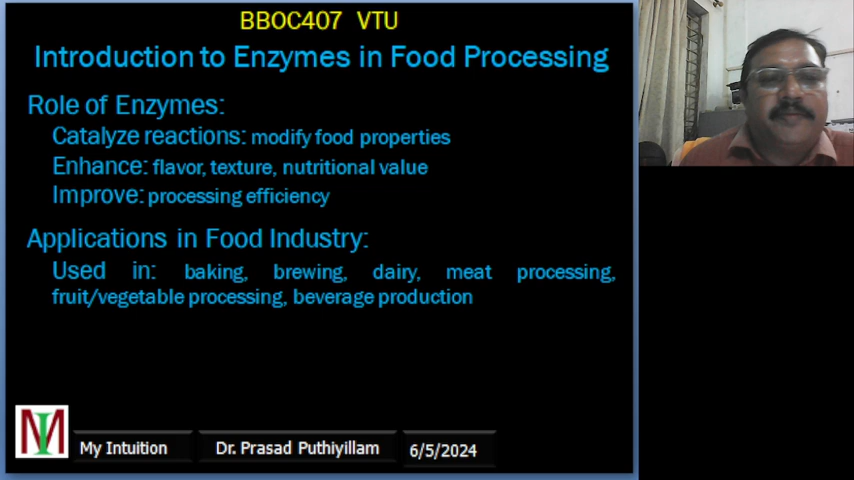 BBOC407 VTU
Introduction to Enzymes in Food Processing
Role of Enzymes:
Catalyze reactions: modify food properties
Enhance: flavor, texture, nutritional value
Improve: processing efficiency
Applications in Food Industry:
Used in: baking, brewing, dairy, meat processing,
fruit/vegetable processing, beverage production
MI
My Intuition
Dr. Prasad Puthiyillam
6/5/2024